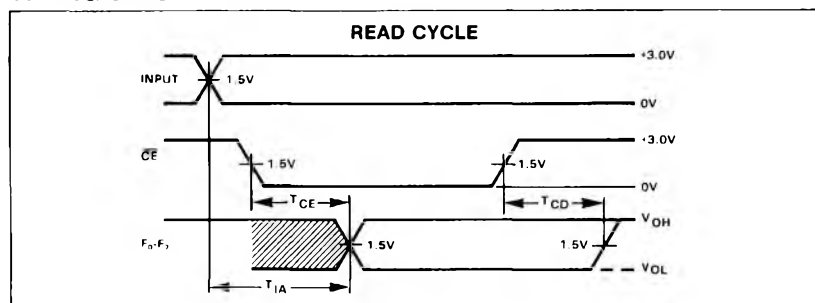 READ CYCLE
+3.0V
INPUT
1.5V
0V
+3.0V
CE
1.5V
1.5V
0V
TCE
TCD
VOH
F0-F7
1.5V
1.5V
VOL
TIA